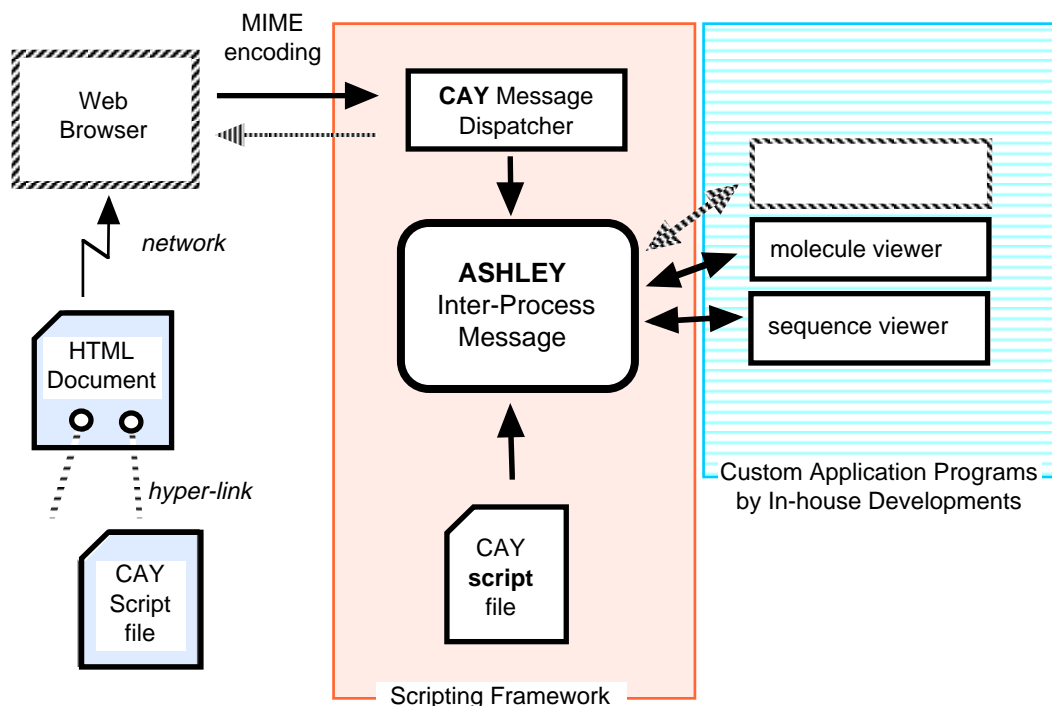 MIME
encoding
Web
Browser
CAY Message
Dispatcher
network
ASHLEY
Inter-Process
Message
molecule viewer
sequence viewer
HTML
Document
hyper-link
Custom Application Programs
by In-house Developments
CAY
Script
file
CAY
script
file
Scripting Framework